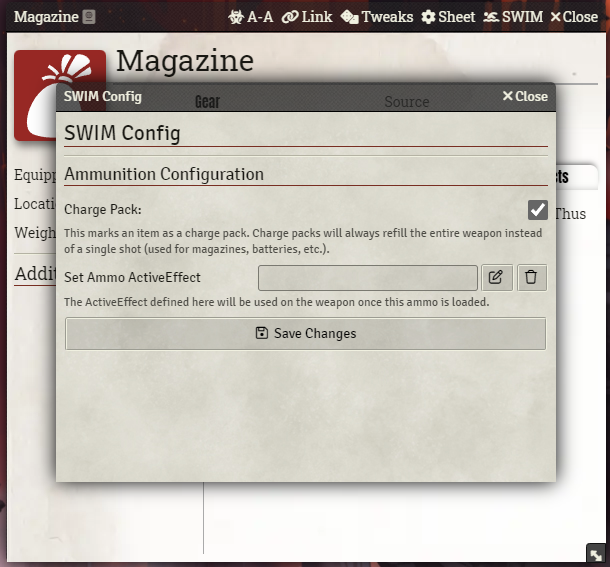 Magazine A-A Link Tweaks Sheet SWIM Close
Magazine
SWIM Config Close
Gear Source
SWIM Config
Ammunition Configuration
Charge Pack:
This marks an item as a charge pack. Charge packs will always refill the entire weapon instead
of a single shot (used for magazines, batteries, etc.).
Set Ammo ActiveEffect
The ActiveEffect defined here will be used on the weapon once this ammo is loaded.
Save Changes
Equip
Locati
Weigh
Addit
ts
Thus